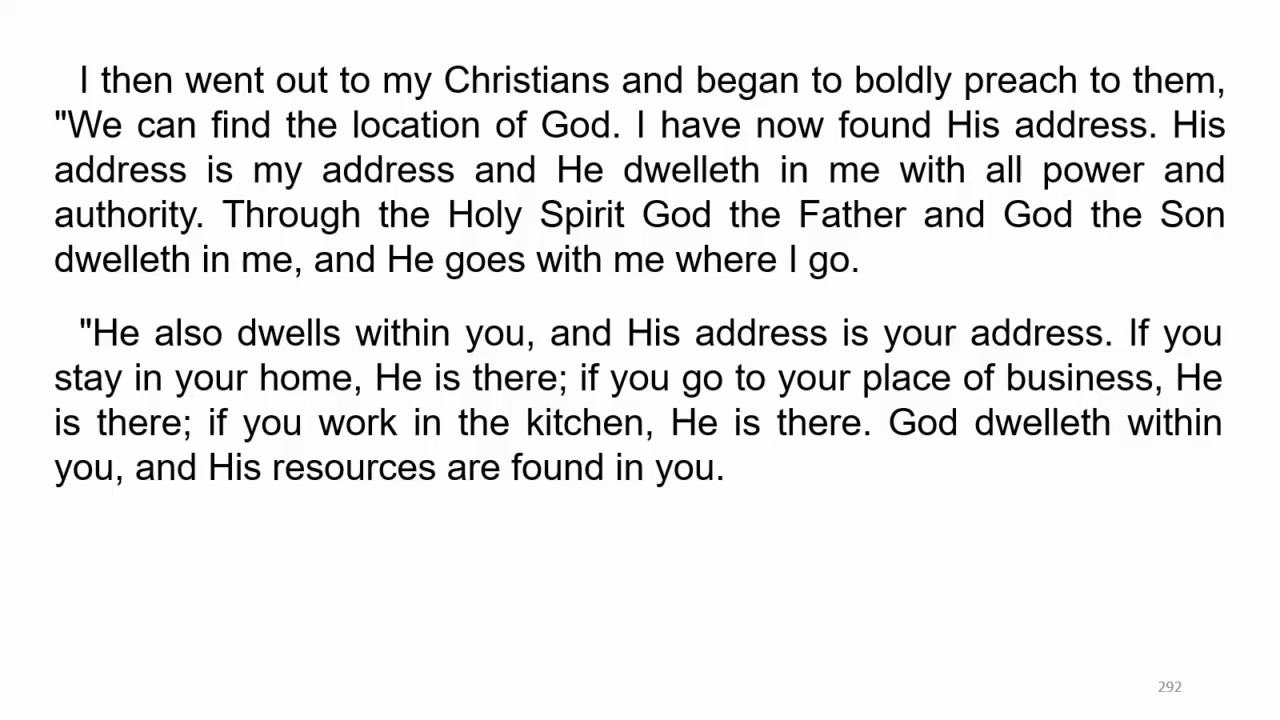 I then went out to my Christians and began to boldly preach to them,
"We can find the location of God. I have now found His address. His
address is my address and He dwelleth in me with all power and
authority. Through the Holy Spirit God the Father and God the Son
dwelleth in me, and He goes with me where I go.
"He also dwells within you, and His address is your address. If you
stay in your home, He is there; if you go to your place of business, He
is there; if you work in the kitchen, He is there. God dwelleth within
you, and His resources are found in you.
292